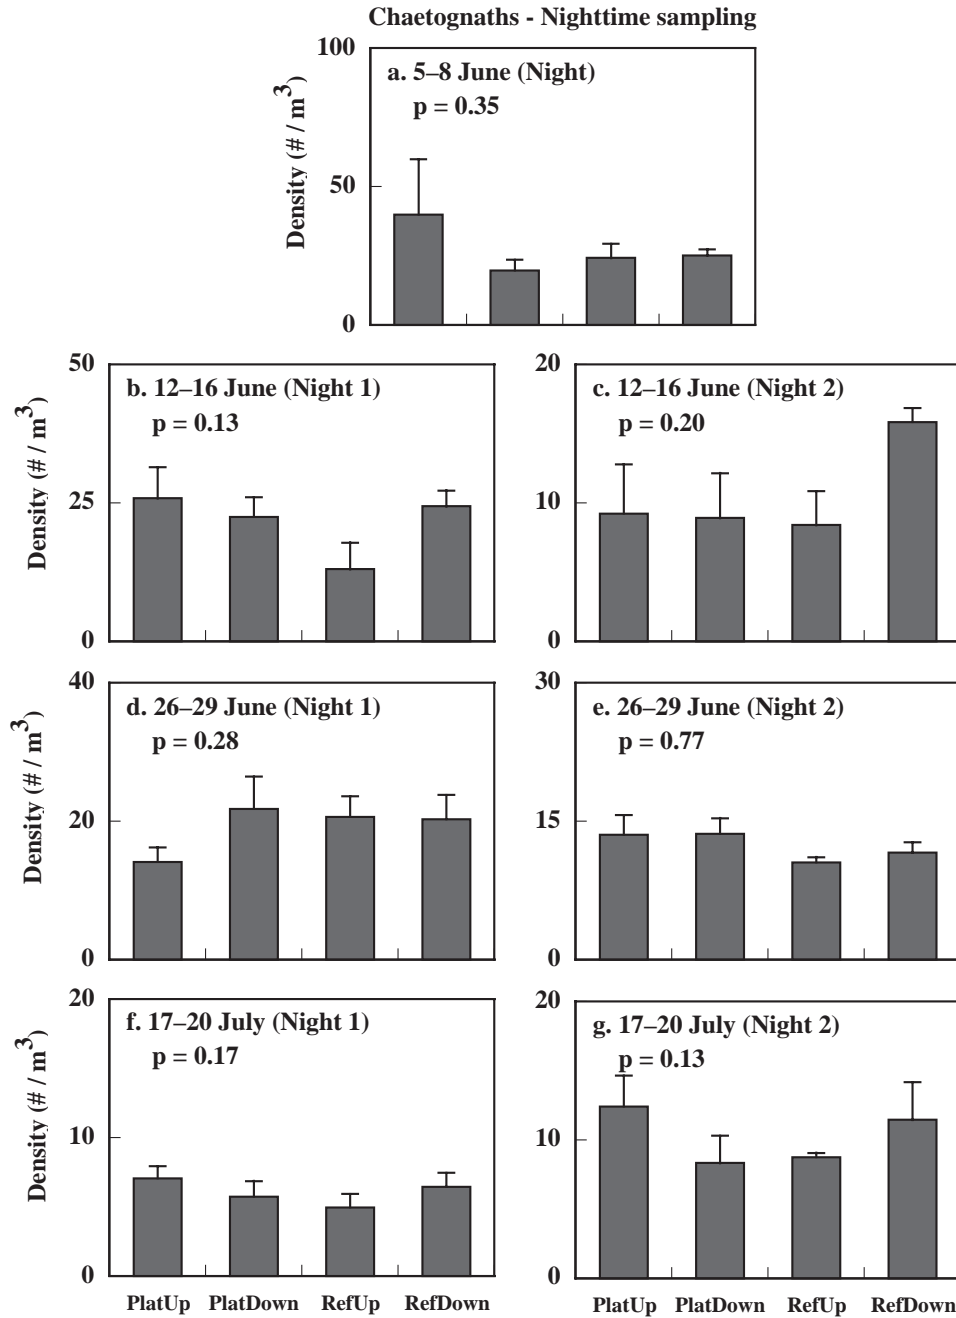 Chaetognaths - Nighttime sampling
100
a. 5–8 June (Night)
p = 0.35
Density (# / m3)
50
0
50
b. 12–16 June (Night 1)
p = 0.13
Density (# / m3)
25
0
20
c. 12–16 June (Night 2)
p = 0.20
10
0
40
d. 26–29 June (Night 1)
p = 0.28
Density (# / m3)
20
0
30
e. 26–29 June (Night 2)
p = 0.77
15
0
20
f. 17–20 July (Night 1)
p = 0.17
Density (# / m3)
10
0
PlatUp PlatDown RefUp RefDown
20
g. 17–20 July (Night 2)
p = 0.13
10
0
PlatUp PlatDown RefUp RefDown